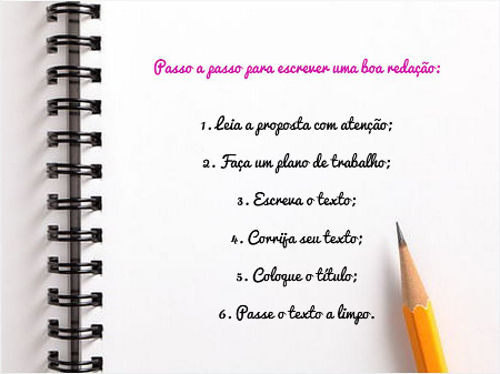 Passo a passo para escrever uma boa redação:
1. Leia a proposta com atenção;
2. Faça um plano de trabalho;
3. Escreva o texto;
4. Corrija seu texto;
5. Coloque o título;
6. Passe o texto a limpo.